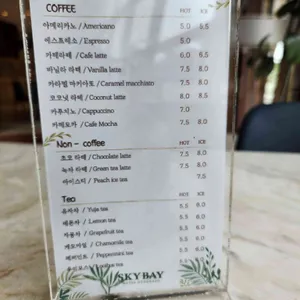 COFFEE HOT ICE
아메리카노 / Americano 5.0 5.5
에스프레소 / Espresso 5.0
카페라떼 / Cafe latte 6.0 6.5
바닐라 라떼 / Vanilla latte 7.5 8.0
카라멜 마키아또 / Caramel macchiato 7.5 8.0
코코넛 라떼 / Coconut latte 8.0 8.5
카푸치노 / Cappuccino 7.0
카페모카 / Cafe Mocha 7.5 8.0
Non - coffee HOT ICE
초코 라떼 / Chocolate latte 7.5 8.0
녹차 라떼 / Green tea latte 7.5 8.0
아이스티 / Peach ice tea 7.5
Tea HOT ICE
유자차 / Yuja tea 5.5 6.0
레몬차 / Lemon tea 5.5 6.0
자몽차 / Grapefruit tea 5.5 6.0
캐모마일 / Chamomile tea 5.5 6.0
페퍼민트 / Peppermint tea 5.5 6.0
SKYBAY